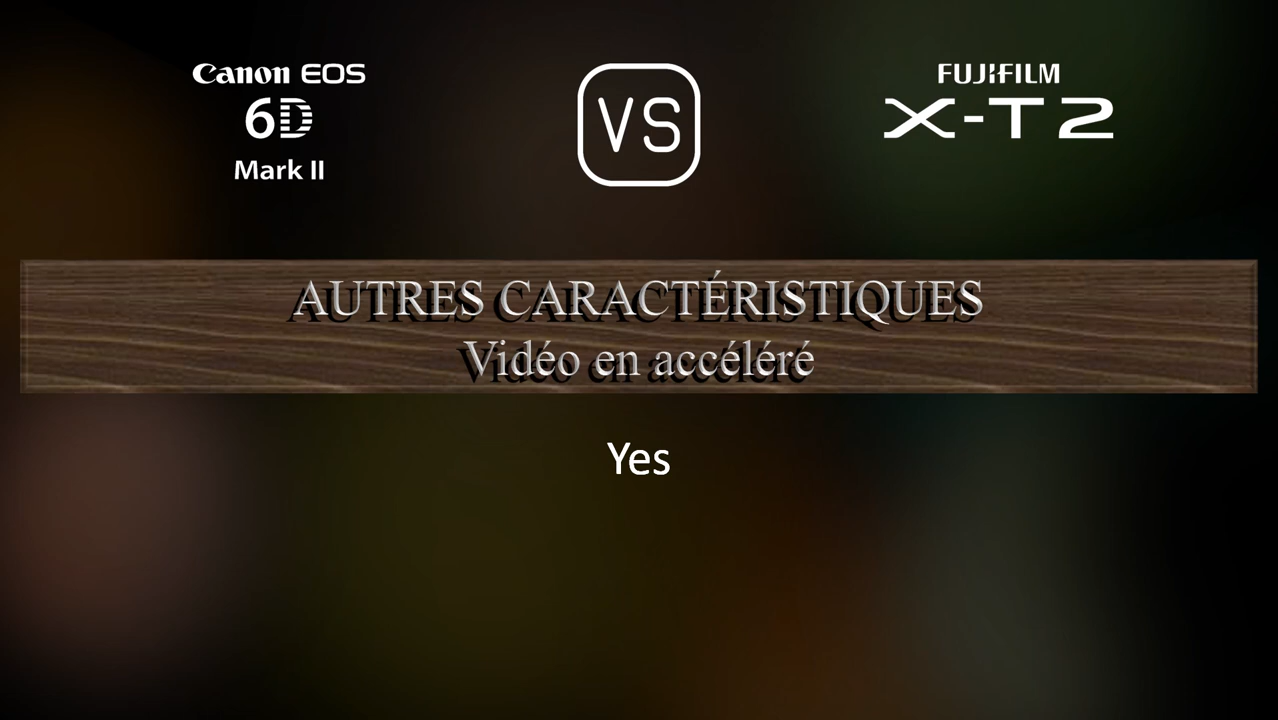 Canon EOS
6D
Mark II
VS
FUJIFILM
X-T2
AUTRES CARACTÉRISTIQUES
Vidéo en accéléré
Yes